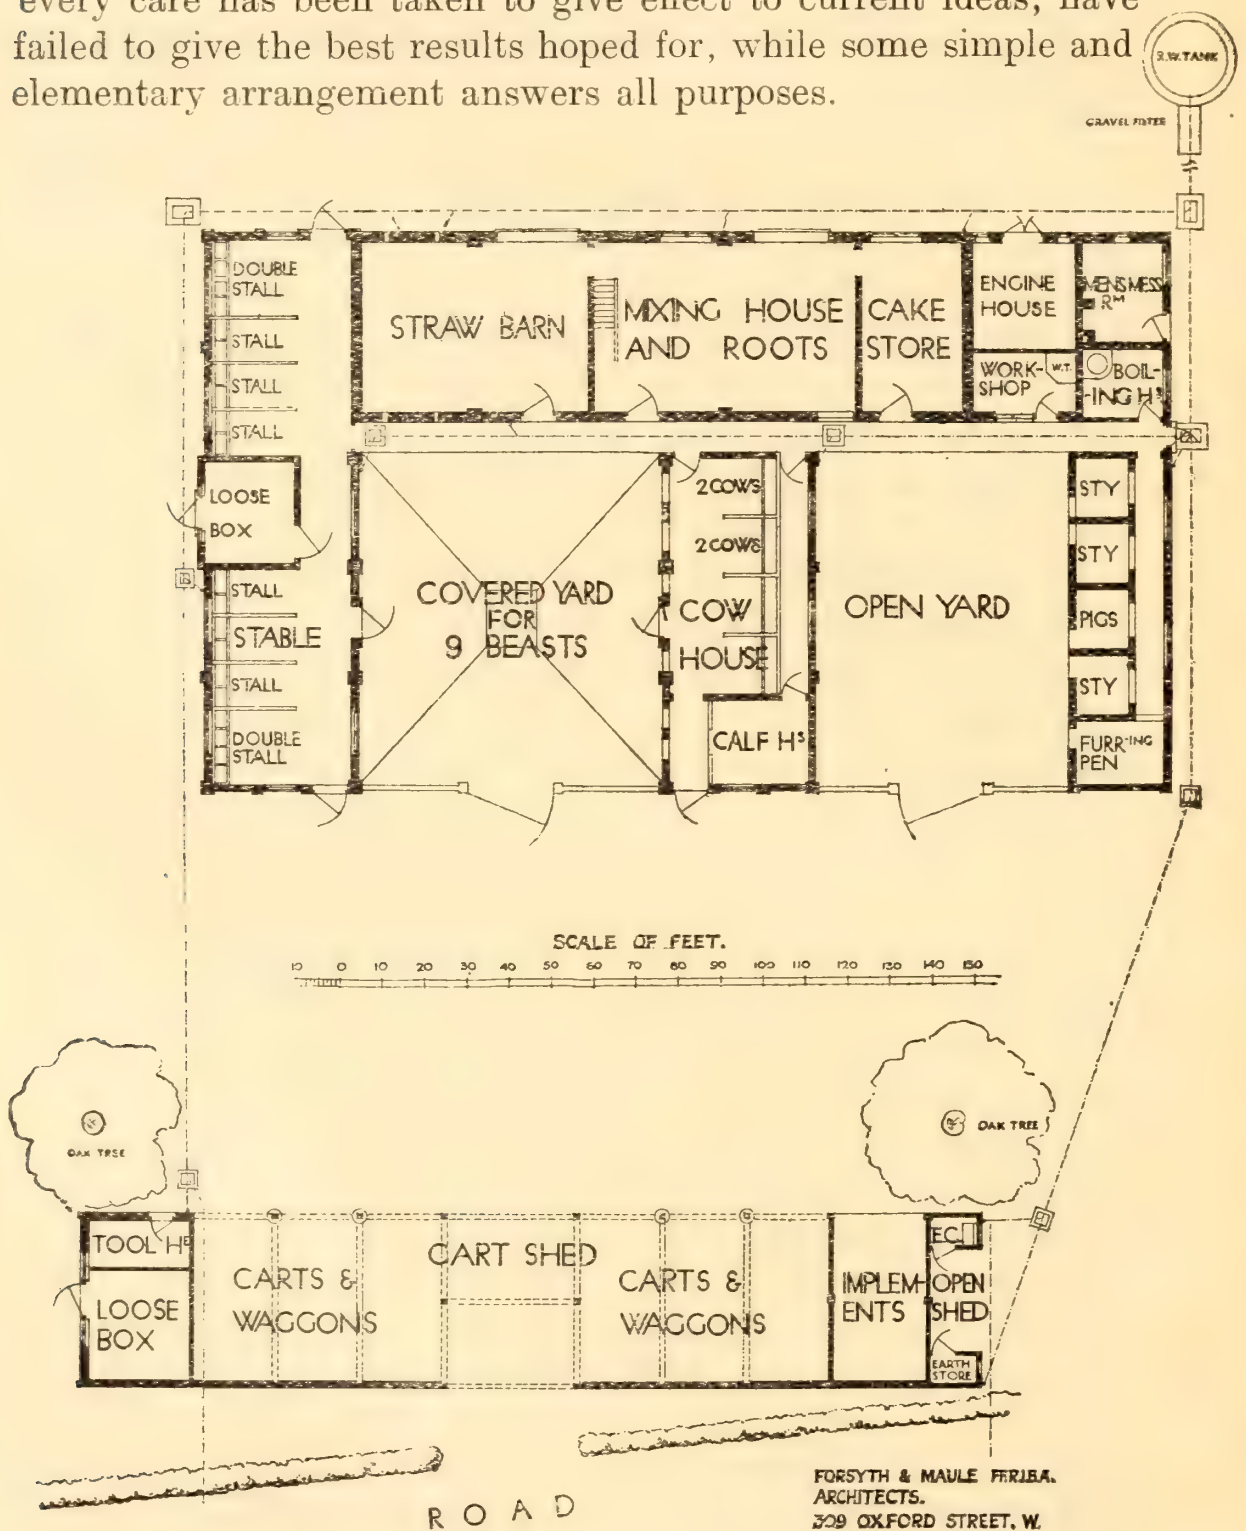 every care has been taken to give effect to current ideas, have
failed to give the best results hoped for, while some simple and
elementary arrangement answers all purposes.
R.W. TANK
GRAVEL FILTER
DOUBLE
STALL
STALL
STALL
STALL
LOOSE
BOX
STALL
STABLE
STALL
DOUBLE
STALL
STRAW BARN
MIXING HOUSE
AND ROOTS
CAKE
STORE
ENGINE
HOUSE
MENS MESS
RM
WORK-
SHOP
W.T.
BOIL-
-ING HS
COVERED YARD
FOR
9 BEASTS
2 COWS
2 COWS
COW
HOUSE
CALF HS
OPEN YARD
STY
STY
PIGS
STY
FURR-ING
PEN
SCALE OF FEET.
10 0 10 20 30 40 50 60 70 80 90 100 110 120 130 140 150
OAK TREE
OAK TREE
TOOL HE
LOOSE
BOX
CARTS &
WAGGONS
CART SHED
CARTS &
WAGGONS
IMPLEM-
ENTS
E.C.
OPEN
SHED
EARTH
STORE
ROAD
FORSYTH & MAULE FF.R.I.B.A.
ARCHITECTS.
309 OXFORD STREET, W.